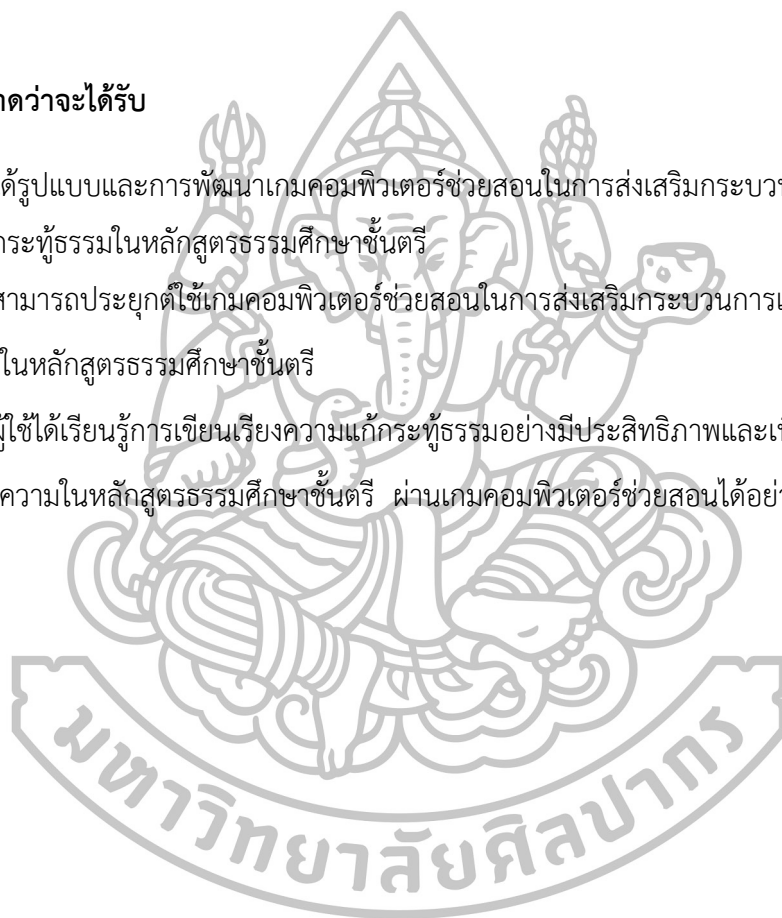 าดว่าจะได้รับ
ด้รูปแบบและการพัฒนาเกมคอมพิวเตอร์ช่วยสอนในการส่งเสริมกระบวน
กระทู้ธรรมในหลักสูตรธรรมศึกษาชั้นตรี
สามารถประยุกต์ใช้เกมคอมพิวเตอร์ช่วยสอนในการส่งเสริมกระบวนการเ
ในหลักสูตรธรรมศึกษาชั้นตรี
ผู้ใช้ได้เรียนรู้การเขียนเรียงความแก้กระทู้ธรรมอย่างมีประสิทธิภาพและเ
ความในหลักสูตรธรรมศึกษาชั้นตรี ผ่านเกมคอมพิวเตอร์ช่วยสอนได้อย่า
มหาวิทยาลัยศิลปากร